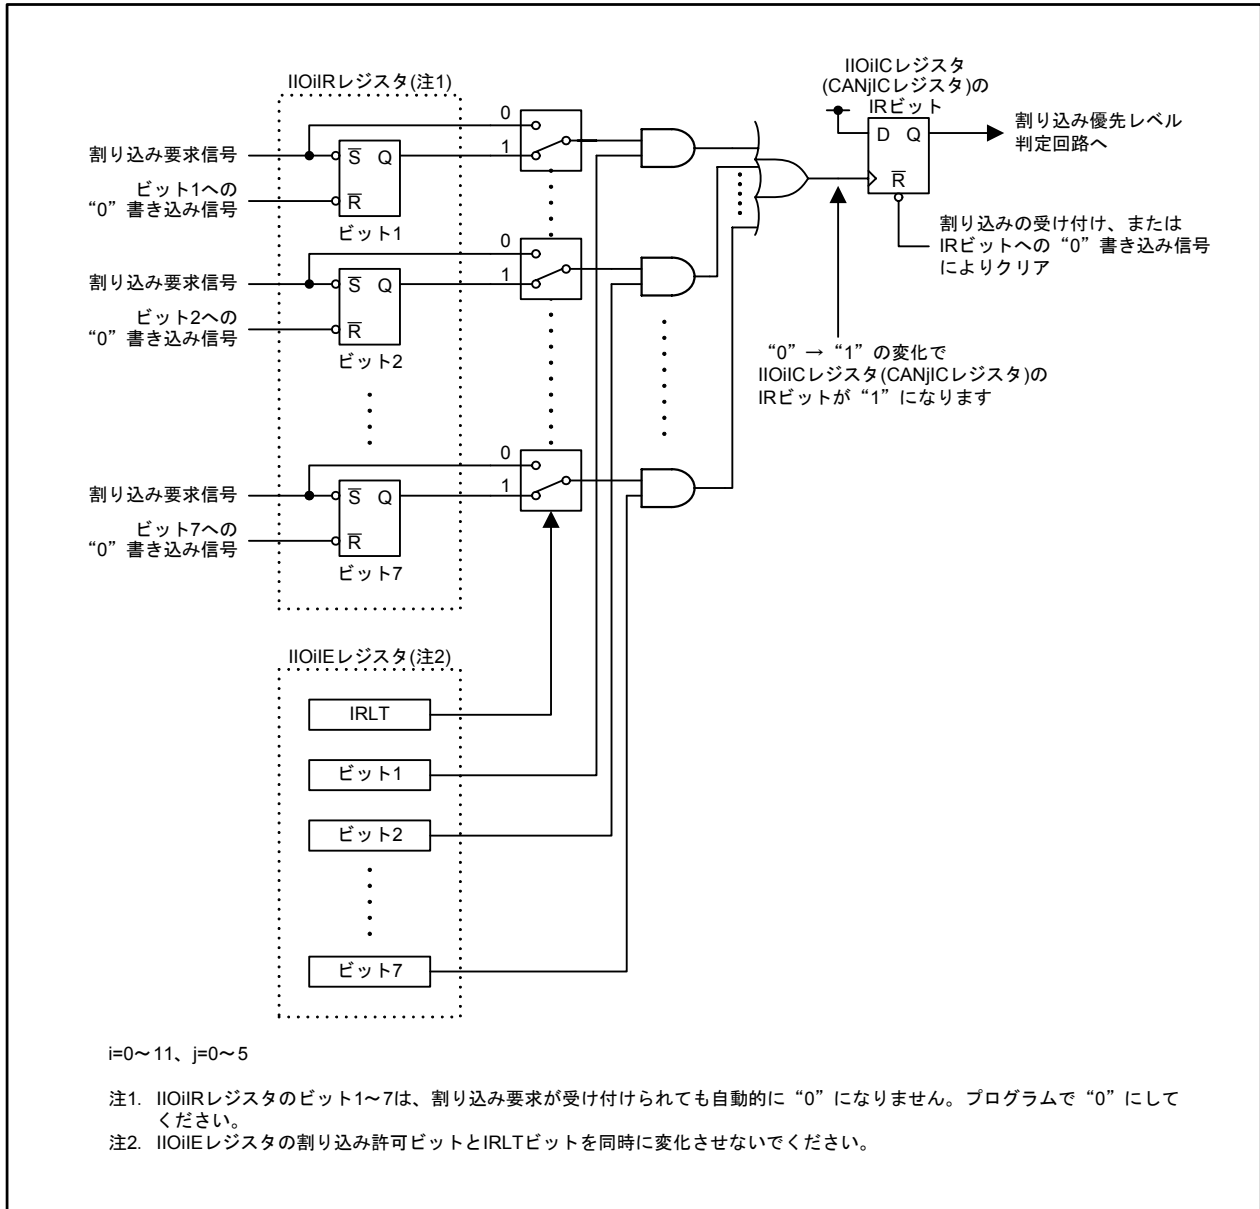 IIOiIRレジスタ(注1)
割り込み要求信号
ビット1への
“0”書き込み信号
S Q
R
ビット1
0
1
割り込み要求信号
ビット2への
“0”書き込み信号
S Q
R
ビット2
0
1
割り込み要求信号
ビット7への
“0”書き込み信号
S Q
R
ビット7
0
1
IIOiICレジスタ
(CANjICレジスタ)の
IRビット
D Q
R
割り込み優先レベル
判定回路へ
割り込みの受け付け、または
IRビットへの“0”書き込み信号
によりクリア
“0”→“1”の変化で
IIOiICレジスタ(CANjICレジスタ)の
IRビットが“1”になります
IIOiIEレジスタ(注2)
IRLT
ビット1
ビット2
ビット7
i=0～11、j=0～5
注1. IIOiIRレジスタのビット1～7は、割り込み要求が受け付けられても自動的に“0”になりません。プログラムで“0”にして
ください。
注2. IIOiIEレジスタの割り込み許可ビットとIRLTビットを同時に変化させないでください。